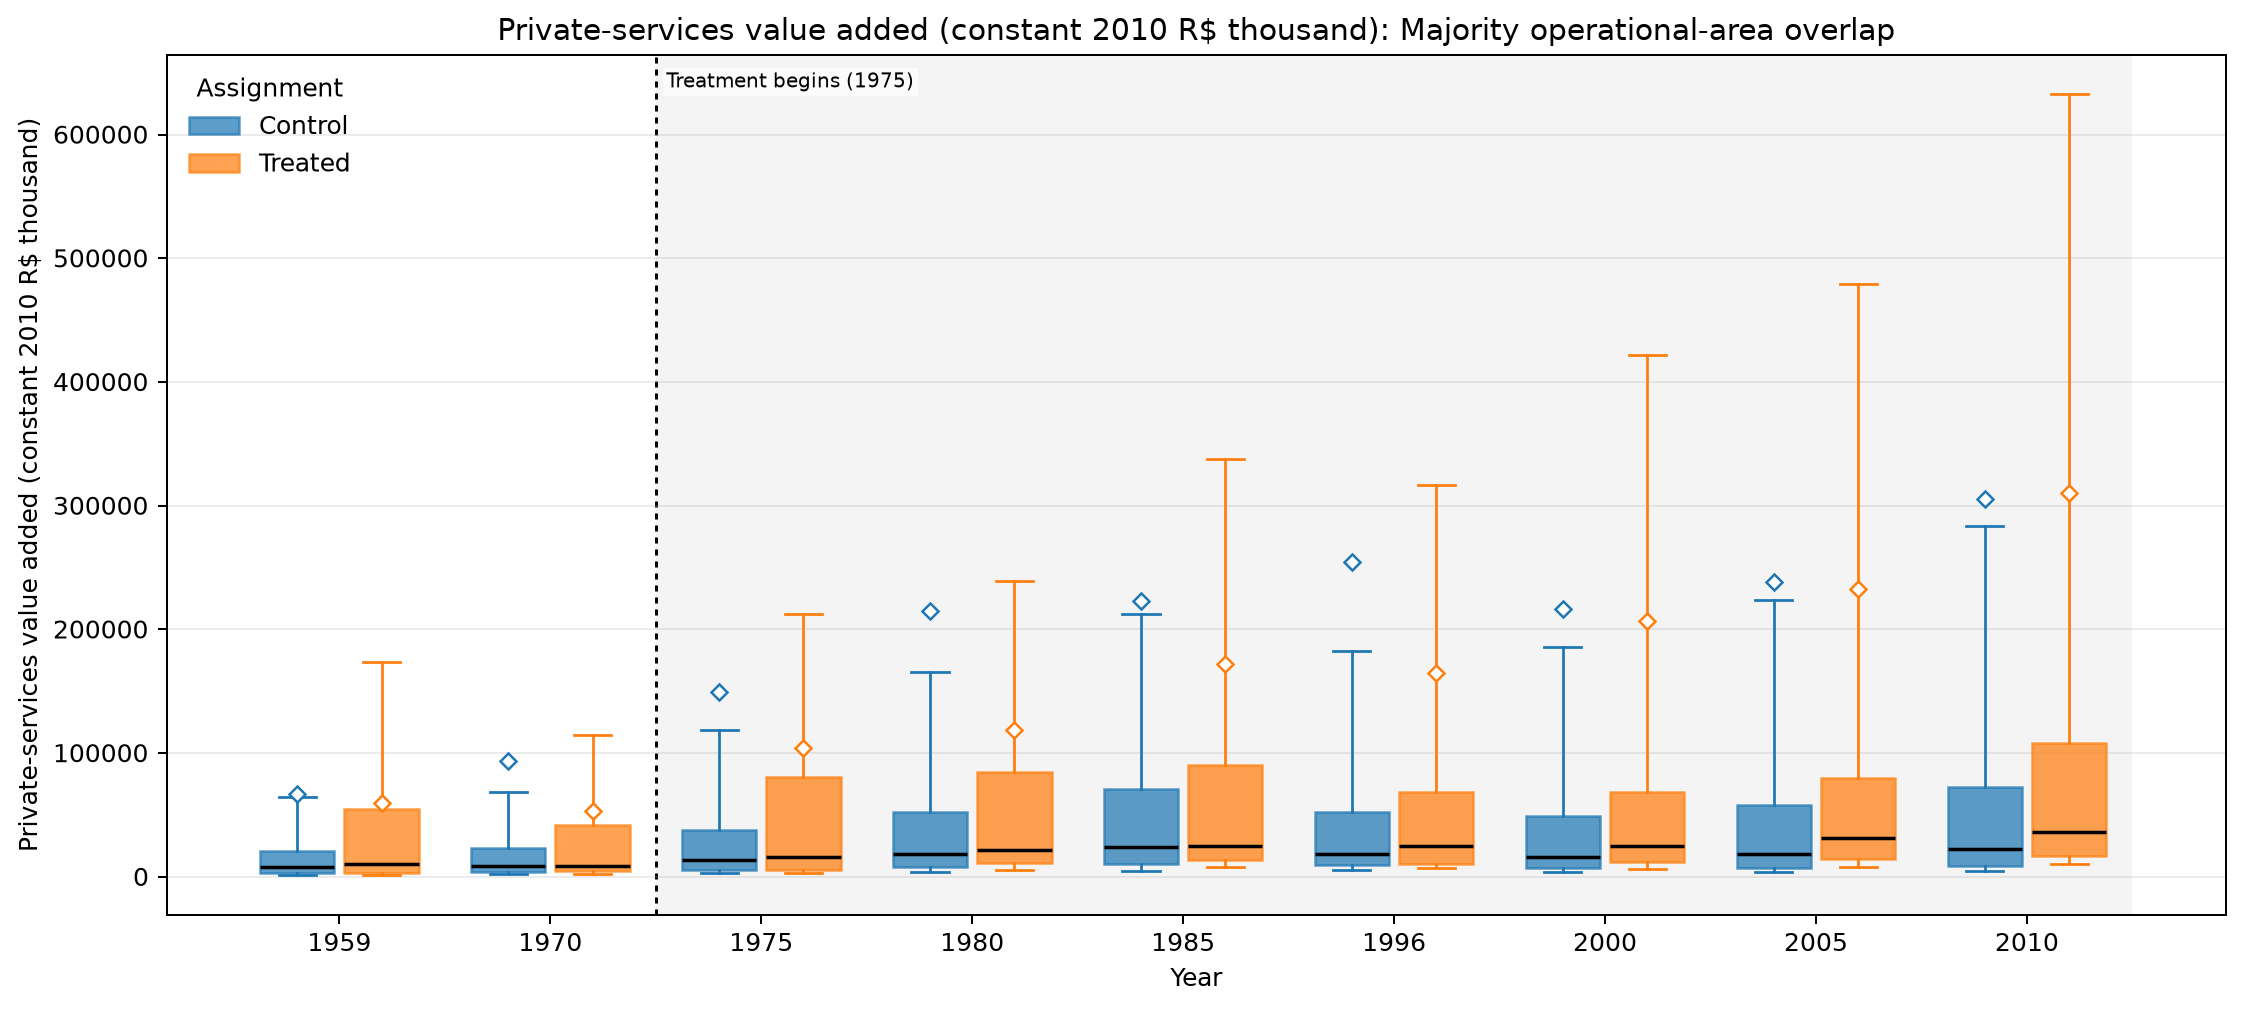 Private-services value added (constant 2010 R$ thousand): Majority operational-area overlap
Private-services value added (constant 2010 R$ thousand)
Assignment
Control
Treated
Treatment begins (1975)
600000
500000
400000
300000
200000
100000
0
1959 1970 1975 1980 1985 1996 2000 2005 2010
Year